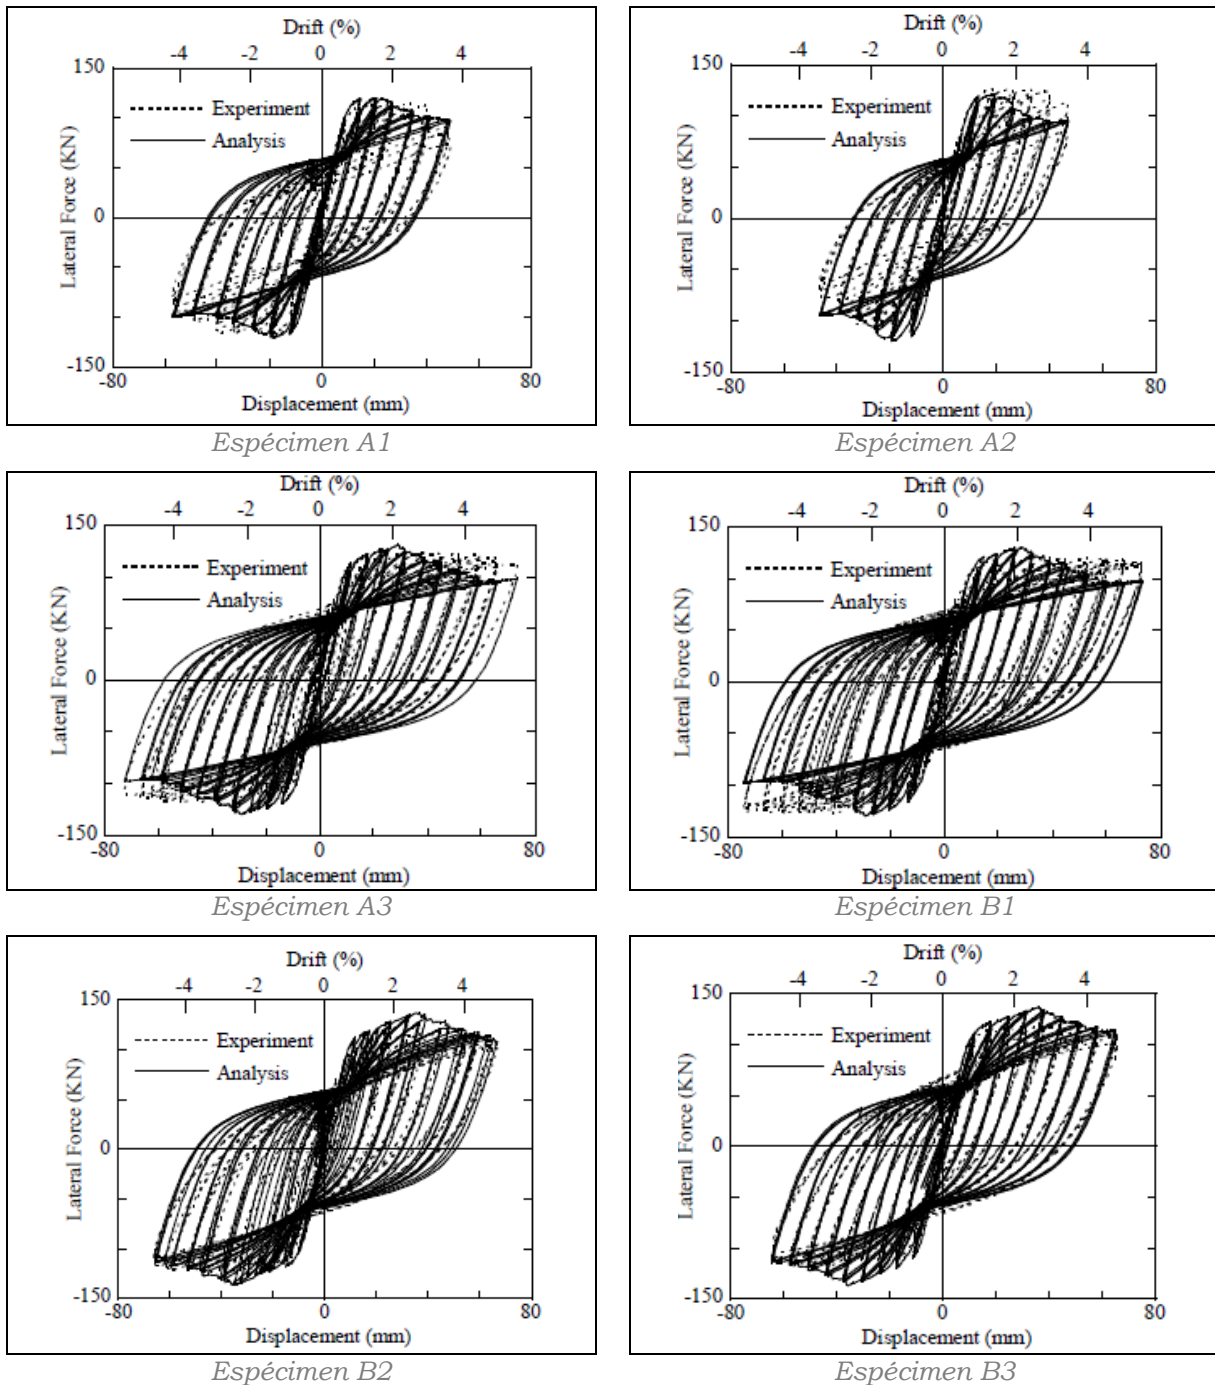 Drift (%)
-4 -2 0 2 4
150
Experiment
Analysis
Lateral Force (KN)
0
-150
-80 0 80
Displacement (mm)
Espécimen A1
Drift (%)
-4 -2 0 2 4
150
Experiment
Analysis
Lateral Force (KN)
0
-150
-80 0 80
Displacement (mm)
Espécimen A2
Drift (%)
-4 -2 0 2 4
150
Experiment
Analysis
Lateral Force (KN)
0
-150
-80 0 80
Displacement (mm)
Espécimen A3
Drift (%)
-4 -2 0 2 4
150
Experiment
Analysis
Lateral Force (KN)
0
-150
-80 0 80
Displacement (mm)
Espécimen B1
Drift (%)
-4 -2 0 2 4
150
Experiment
Analysis
Lateral Force (KN)
0
-150
-80 0 80
Displacement (mm)
Espécimen B2
Drift (%)
-4 -2 0 2 4
150
Experiment
Analysis
Lateral Force (KN)
0
-150
-80 0 80
Displacement (mm)
Espécimen B3